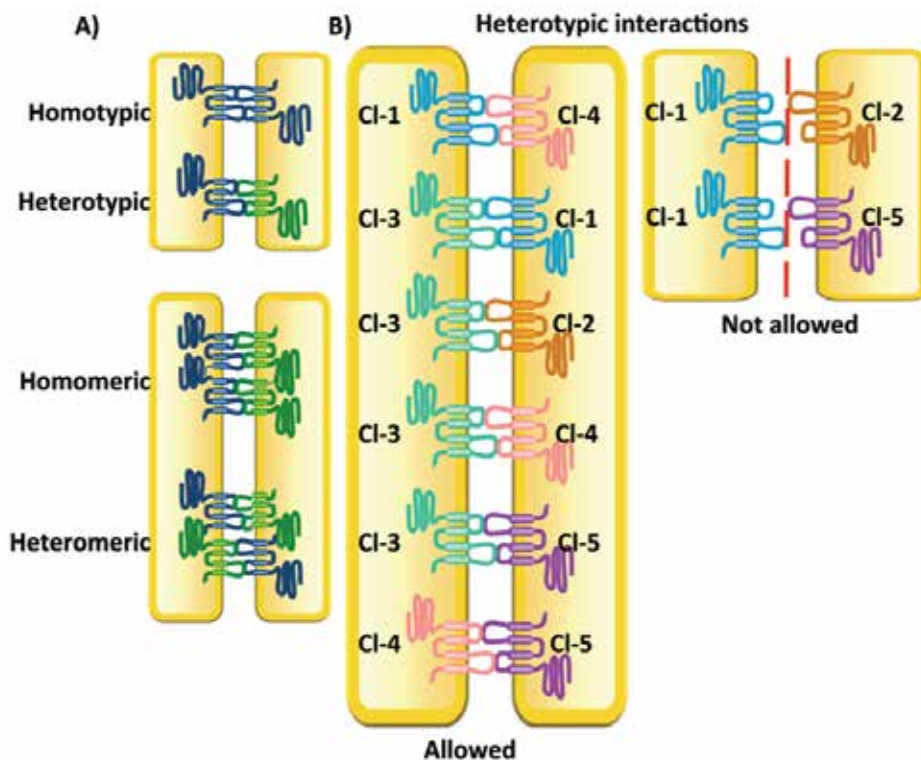 A)
Homotypic
Heterotypic
Homomeric
Heteromeric
B)
Heterotypic interactions
Cl-1 Cl-4
Cl-3 Cl-1
Cl-3 Cl-2
Cl-3 Cl-4
Cl-3 Cl-5
Cl-4 Cl-5
Allowed
Cl-1 Cl-2
Cl-1 Cl-5
Not allowed